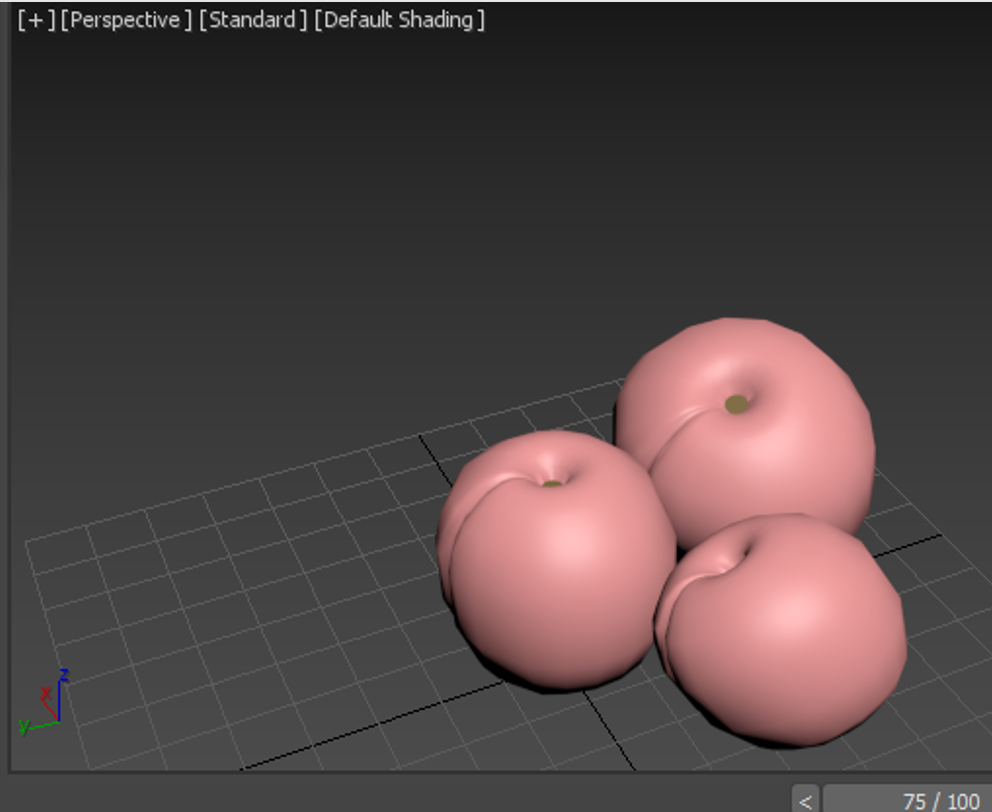 [+] [Perspective] [Standard] [Default Shading]
z
x
y
< 75 / 100